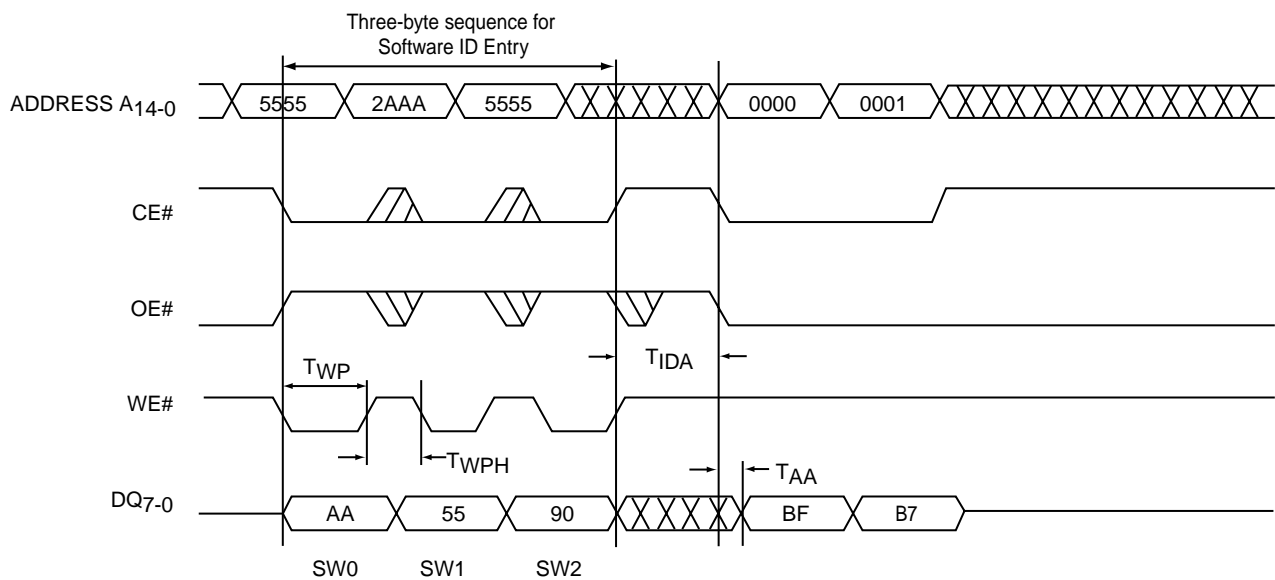 Three-byte sequence for
Software ID Entry
ADDRESS A14-0 5555 2AAA 5555 0000 0001
CE#
OE#
TWP TIDA
WE#
TWPH TAA
DQ7-0 AA 55 90 BF B7
SW0 SW1 SW2